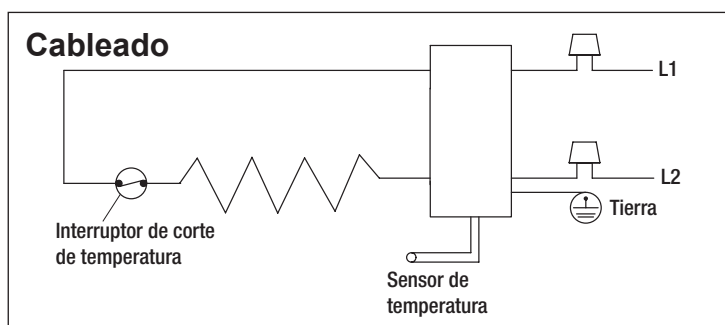 Cableado
L1
L2
Tierra
Interruptor de corte
de temperatura
Sensor de
temperatura